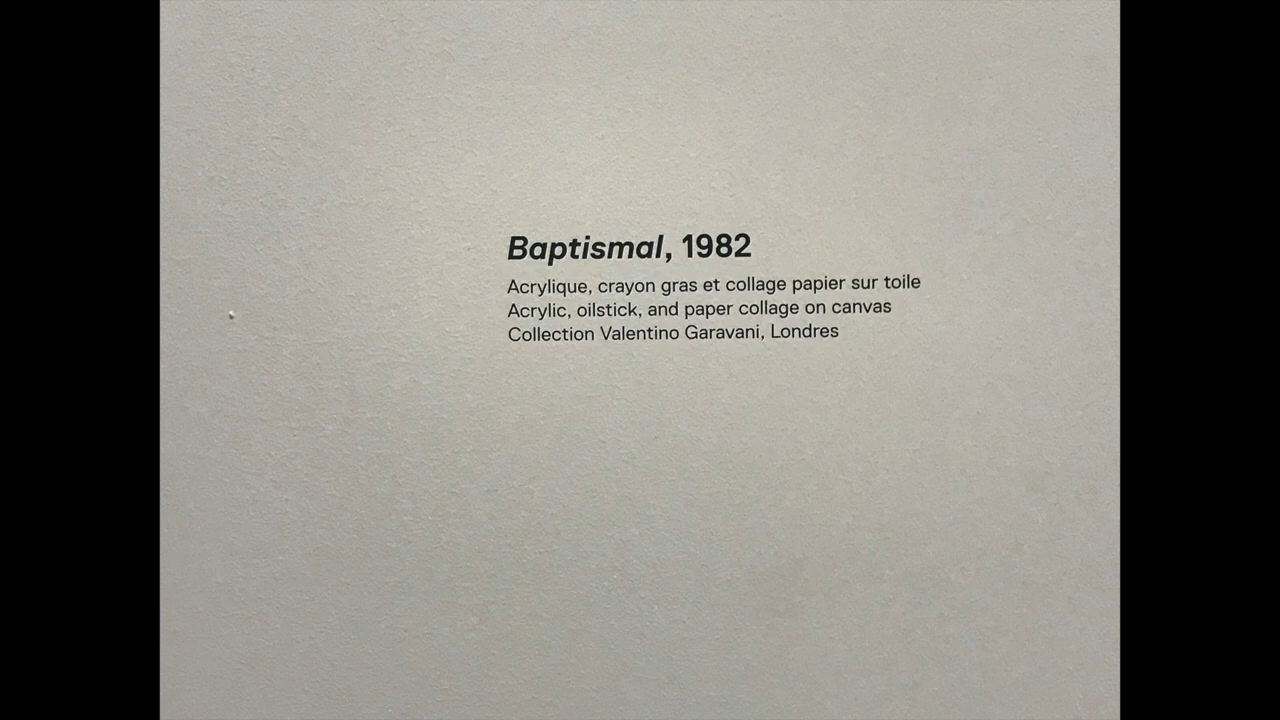 Baptismal, 1982
Acrylique, crayon gras et collage papier sur toile
Acrylic, oilstick, and paper collage on canvas
Collection Valentino Garavani, Londres